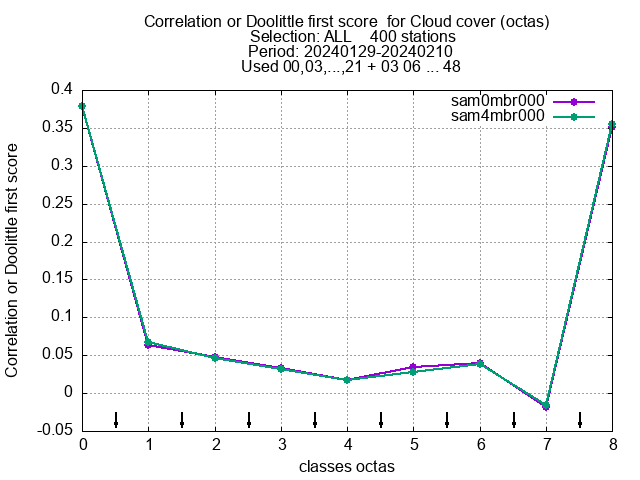 Correlation or Doolittle first score  for Cloud cover (octas)
Selection: ALL    400 stations
Period: 20240129-20240210
Used 00,03,...,21 + 03 06 ... 48
sam0mbr000
sam4mbr000
Correlation or Doolittle first score
0.4
0.35
0.3
0.25
0.2
0.15
0.1
0.05
0
-0.05
0 1 2 3 4 5 6 7 8
classes octas